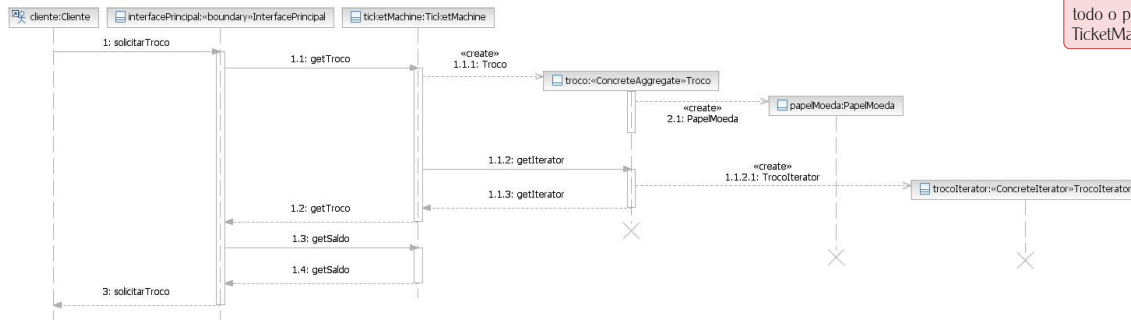 cliente:Cliente
interfacePrincipal:«boundary»InterfacePrincipal
ticketMachine:TicketMachine
todo o p
TicketMa
1: solicitarTroco
1.1: getTroco
«create»
1.1.1: Troco
troco:«ConcreteAggregate»Troco
«create»
2.1: PapelMoeda
papelMoeda:PapelMoeda
1.1.2: getIterator
«create»
1.1.2.1: TrocoIterator
trocoIterator:«ConcreteIterator»TrocoIterator
1.1.3: getIterator
1.2: getTroco
1.3: getSaldo
1.4: getSaldo
3: solicitarTroco